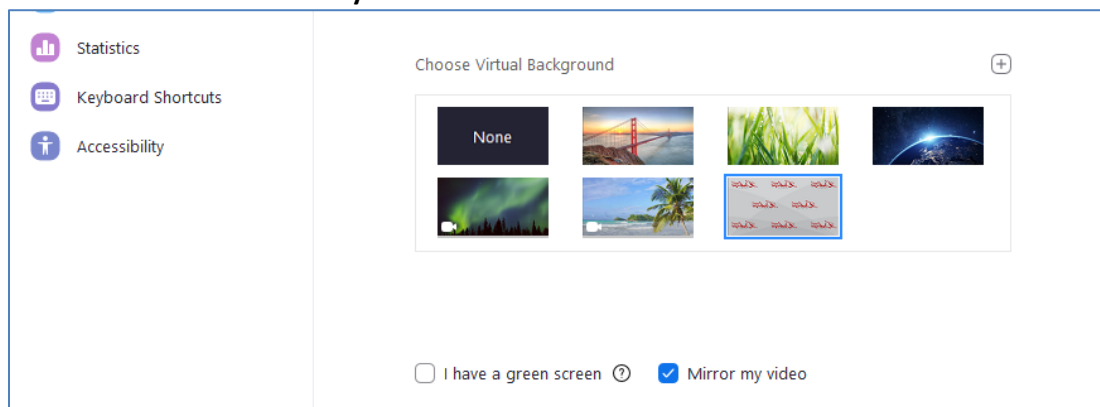 Statistics
Choose Virtual Background
Keyboard Shortcuts
None
Accessibility
I have a green screen ? Mirror my video